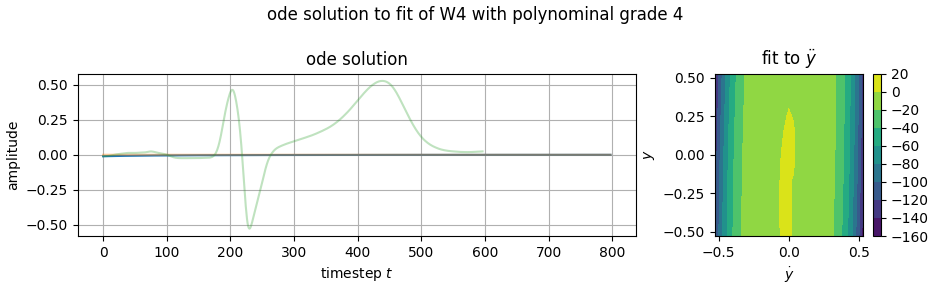 ode solution to fit of W4 with polynominal grade 4
ode solution
amplitude
0.50
0.25
0.00
−0.25
−0.50
0 100 200 300 400 500 600 700 800
timestep t
fit to ÿ
y
0.50
0.25
0.00
−0.25
−0.50
−0.5 0.0 0.5
ẏ
20
0
−20
−40
−60
−80
−100
−120
−140
−160